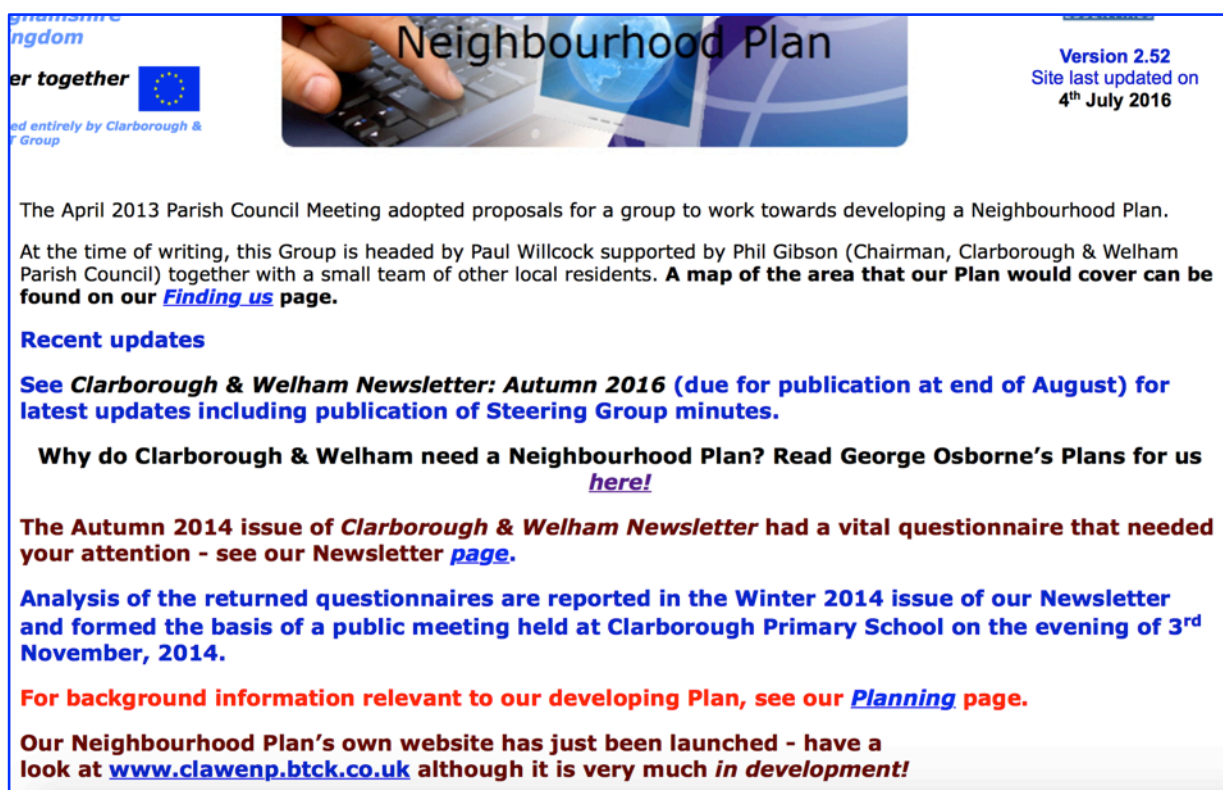 ingdom
Neighbourhood Plan
er together
Version 2.52
Site last updated on
4th July 2016
ed entirely by Clarborough &
T Group
The April 2013 Parish Council Meeting adopted proposals for a group to work towards developing a Neighbourhood Plan.
At the time of writing, this Group is headed by Paul Willcock supported by Phil Gibson (Chairman, Clarborough & Welham
Parish Council) together with a small team of other local residents. A map of the area that our Plan would cover can be
found on our Finding us page.
Recent updates
See Clarborough & Welham Newsletter: Autumn 2016 (due for publication at end of August) for
latest updates including publication of Steering Group minutes.
Why do Clarborough & Welham need a Neighbourhood Plan? Read George Osborne's Plans for us
here!
The Autumn 2014 issue of Clarborough & Welham Newsletter had a vital questionnaire that needed
your attention - see our Newsletter page.
Analysis of the returned questionnaires are reported in the Winter 2014 issue of our Newsletter
and formed the basis of a public meeting held at Clarborough Primary School on the evening of 3rd
November, 2014.
For background information relevant to our developing Plan, see our Planning page.
Our Neighbourhood Plan's own website has just been launched - have a
look at www.clawenp.btck.co.uk although it is very much in development!